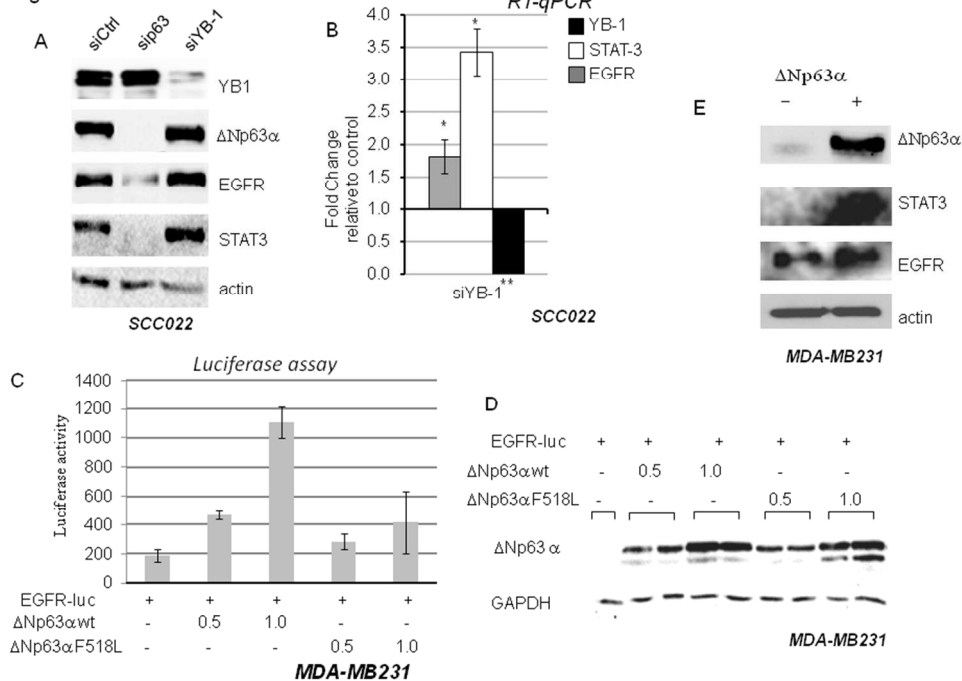 A
siCtrl sip63 siYB-1
YB1
ΔNp63α
EGFR
STAT3
actin
SCC022
B
RT-qPCR
4.0
3.5
3.0
2.5
2.0
1.5
1.0
0.5
0.0
Fold Change
relative to control
*
*
**
siYB-1
YB-1
STAT-3
EGFR
SCC022
E
ΔNp63α
- +
ΔNp63α
STAT3
EGFR
actin
MDA-MB231
C
Luciferase assay
1400
1200
1000
800
600
400
200
0
Luciferase activity
EGFR-luc + + + + +
ΔNp63αwt - 0.5 1.0 - -
ΔNp63αF518L - - - 0.5 1.0
MDA-MB231
D
EGFR-luc + + + + +
ΔNp63αwt - 0.5 1.0 - -
ΔNp63αF518L - - - 0.5 1.0
ΔNp63 α
GAPDH
MDA-MB231